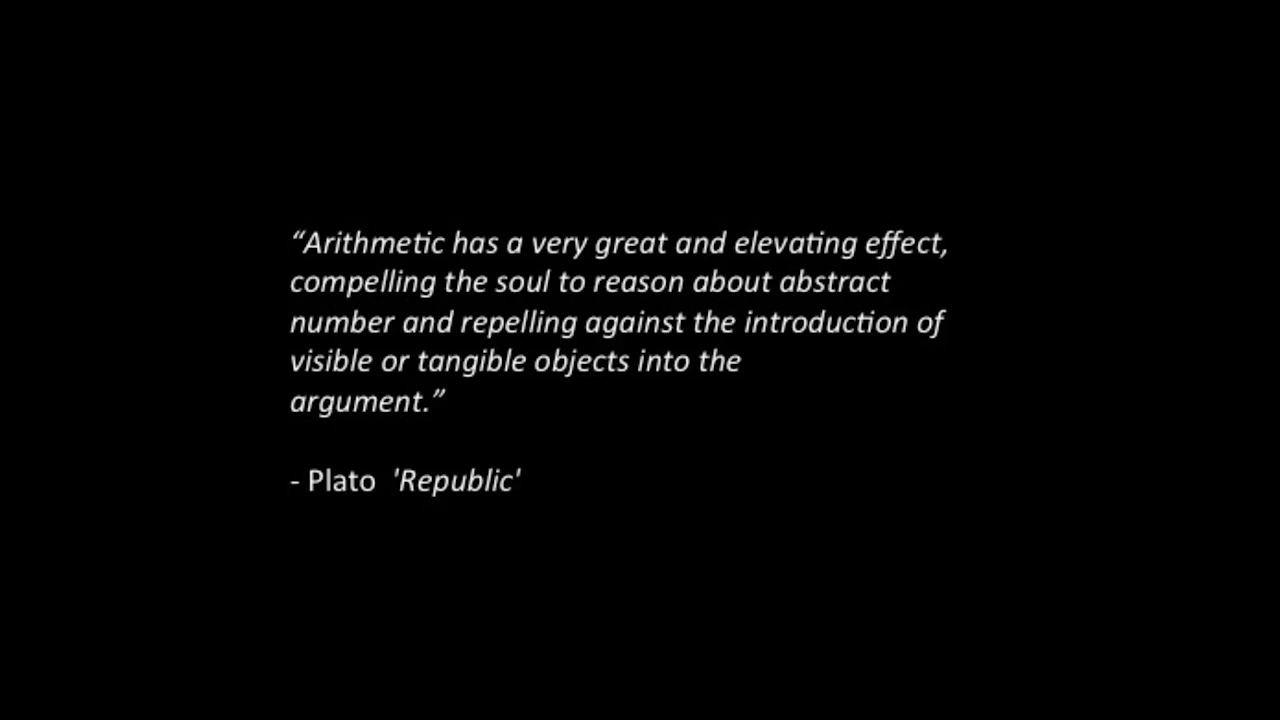 “Arithmetic has a very great and elevating effect,
compelling the soul to reason about abstract
number and repelling against the introduction of
visible or tangible objects into the
argument.”
- Plato  'Republic'